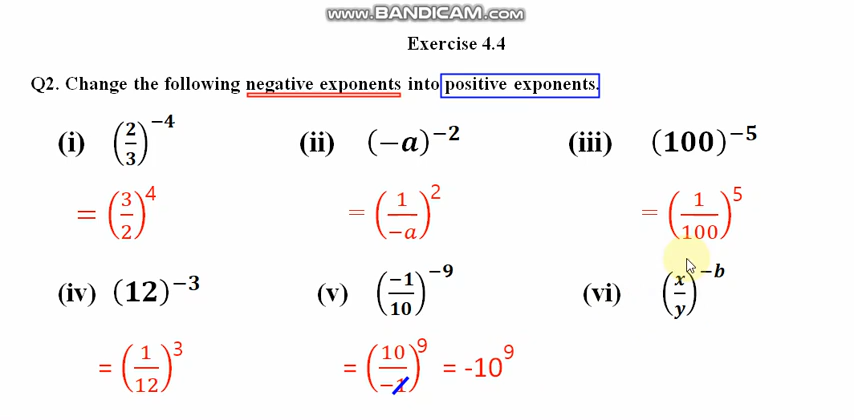 www.BANDICAM.com
Exercise 4.4
Q2. Change the following negative exponents into positive exponents.
(i) (2/3)^−4 (ii) (−a)^−2 (iii) (100)^−5
= (3/2)^4 = (1/−a)^2 = (1/100)^5
(iv) (12)^−3 (v) (−1/10)^−9 (vi) (x/y)^−b
= (1/12)^3 = (10/−1)^9 = -10^9